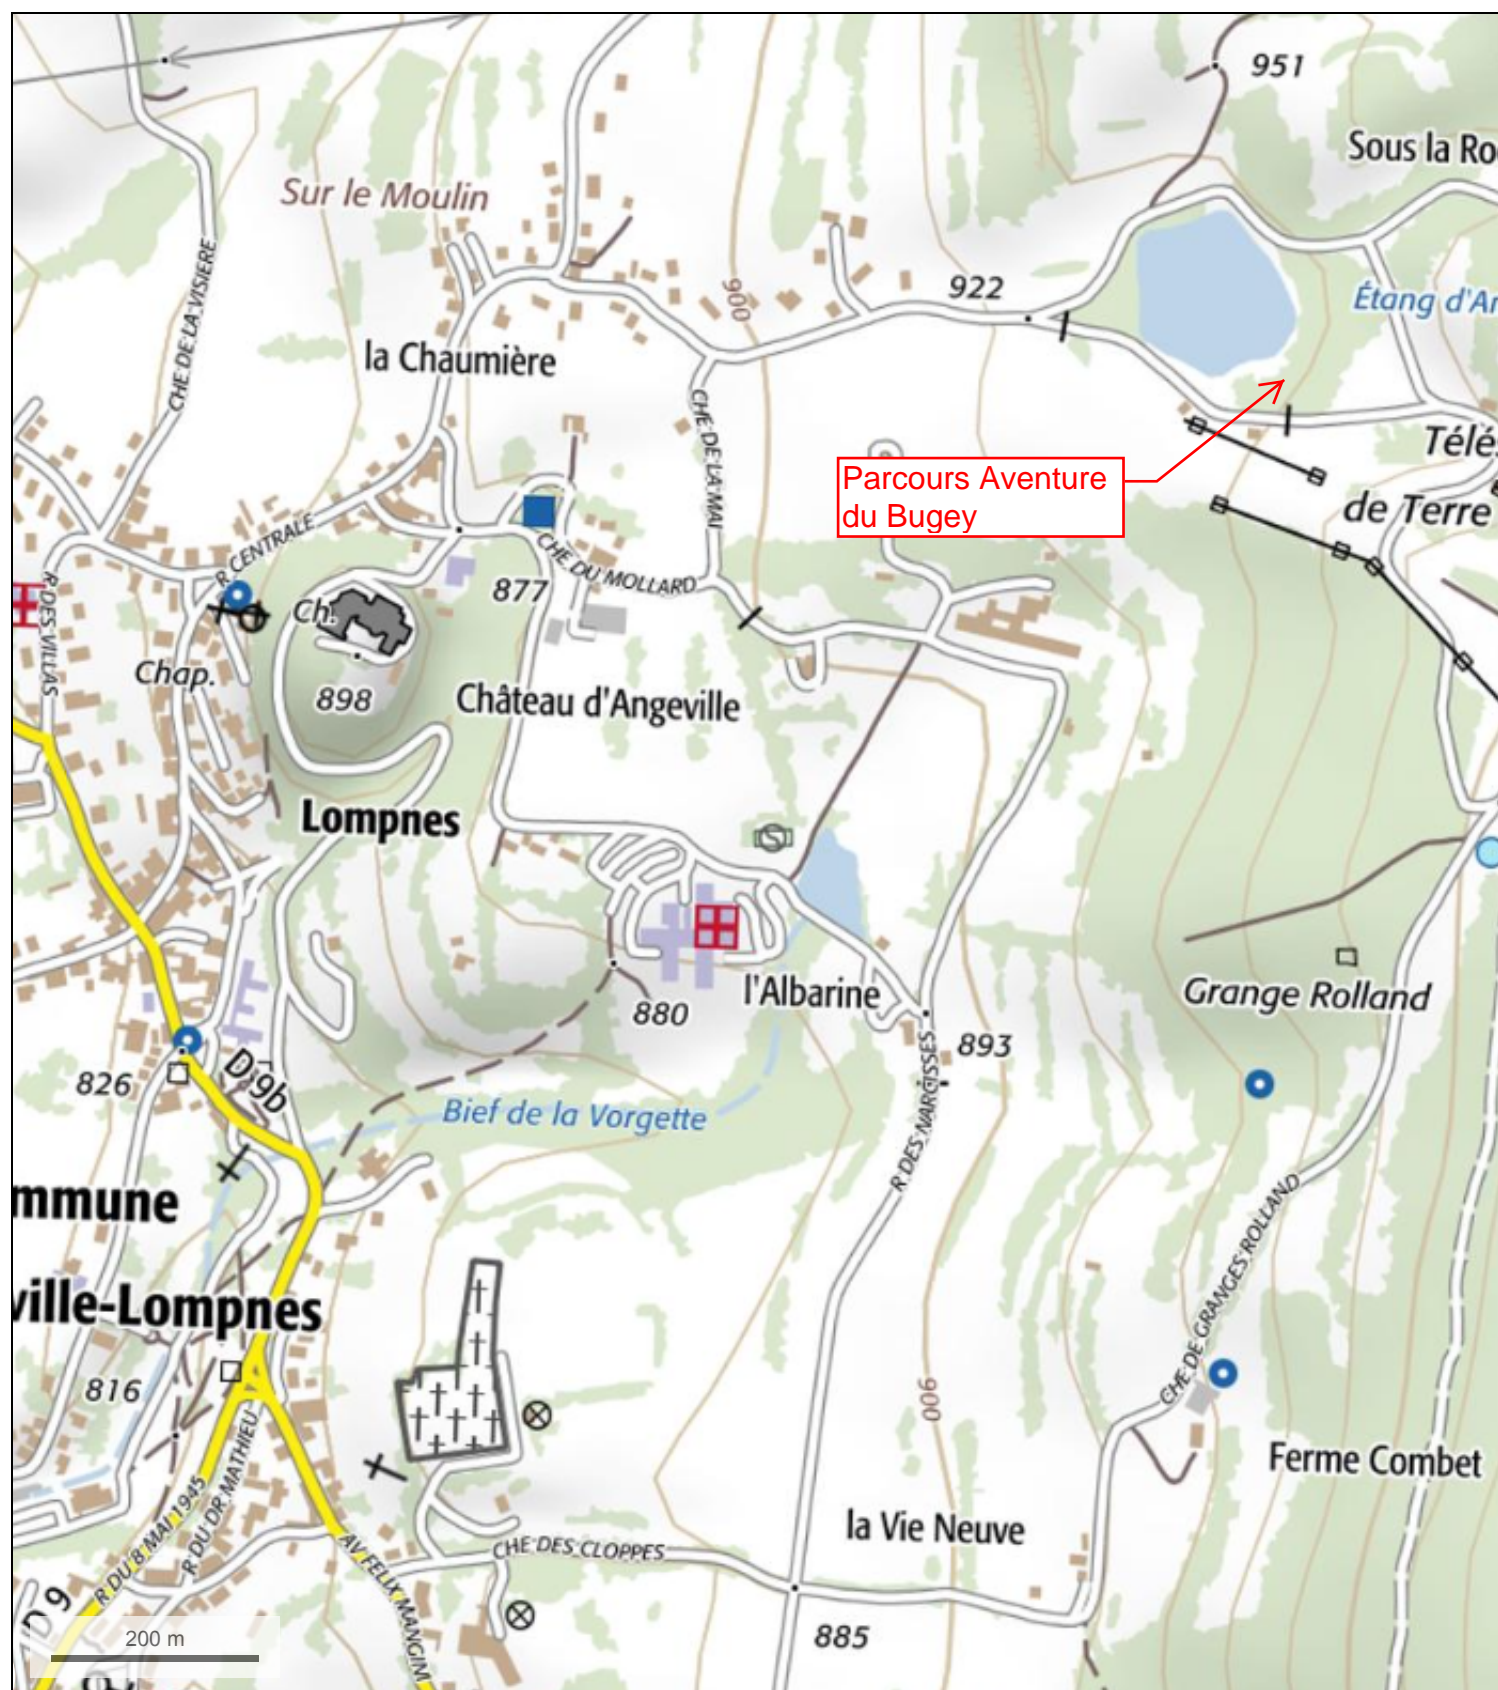 951
Sous la Ro
Sur le Moulin
CHE DE LA VISIERE
900
922
Étang d'Ar
la Chaumière
CHE DE LA MAI
Télés
Parcours Aventure
du Bugey
de Terre
R CENTRALE
CHE DU MOLLARD
877
R DES VILLAS
Ch.
Chap.
898
Château d'Angeville
Lompnes
S
l'Albarine
880
Grange Rolland
893
826
D 9b
Bief de la Vorgette
R DES NARCISSES
mmune
CHE DE GRANGES ROLLAND
ville-Lompnes
816
900
Ferme Combet
R DU 8 MAI 1945
R DU DR MATHIEU
AV FELIX MANGINI
la Vie Neuve
CHE DES CLOPPES
D 9
885
200 m